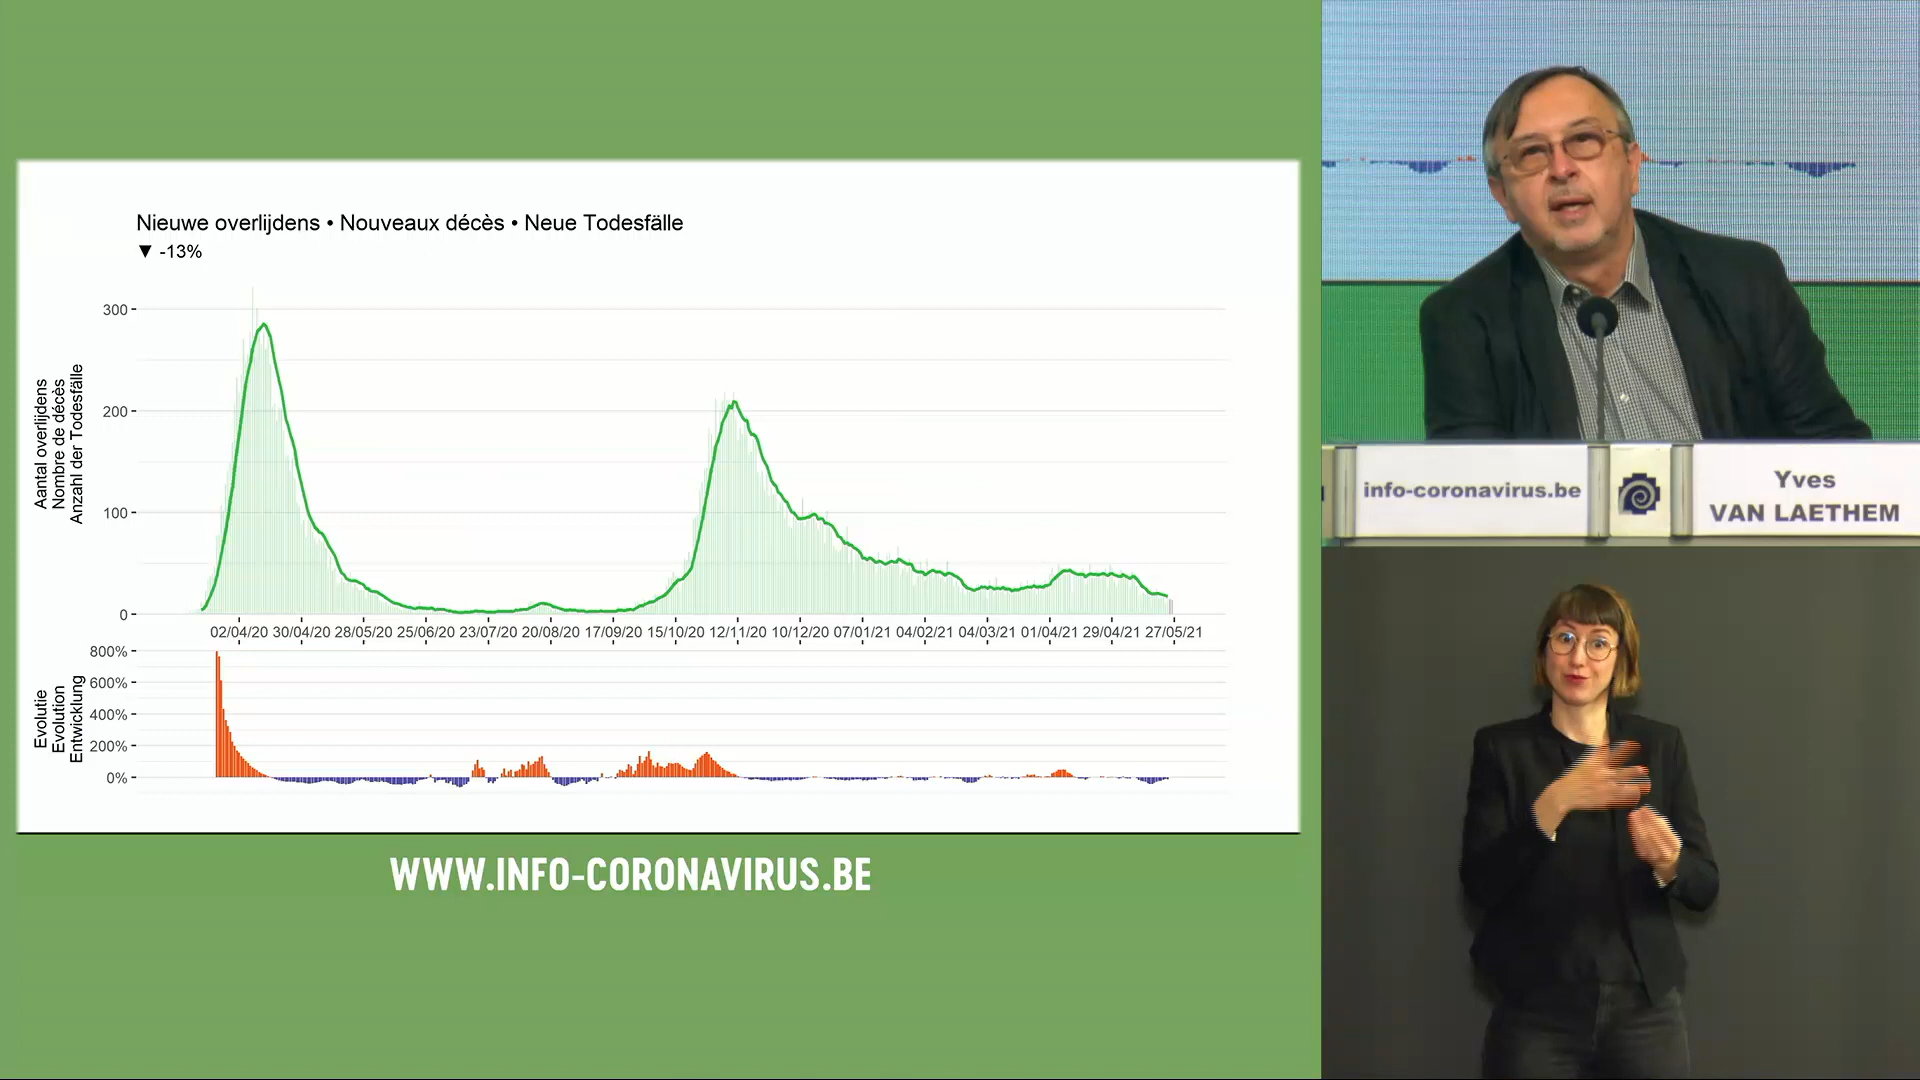 Nieuwe overlijdens • Nouveaux décès • Neue Todesfälle
▼ -13%
Aantal overlijdens
Nombre de décès
Anzahl der Todesfälle
300
200
100
0
02/04/20 30/04/20 28/05/20 25/06/20 23/07/20 20/08/20 17/09/20 15/10/20 12/11/20 10/12/20 07/01/21 04/02/21 04/03/21 01/04/21 29/04/21 27/05/21
Evolutie
Evolution
Entwicklung
800%
600%
400%
200%
0%
WWW.INFO-CORONAVIRUS.BE
info-coronavirus.be
Yves
VAN LAETHEM